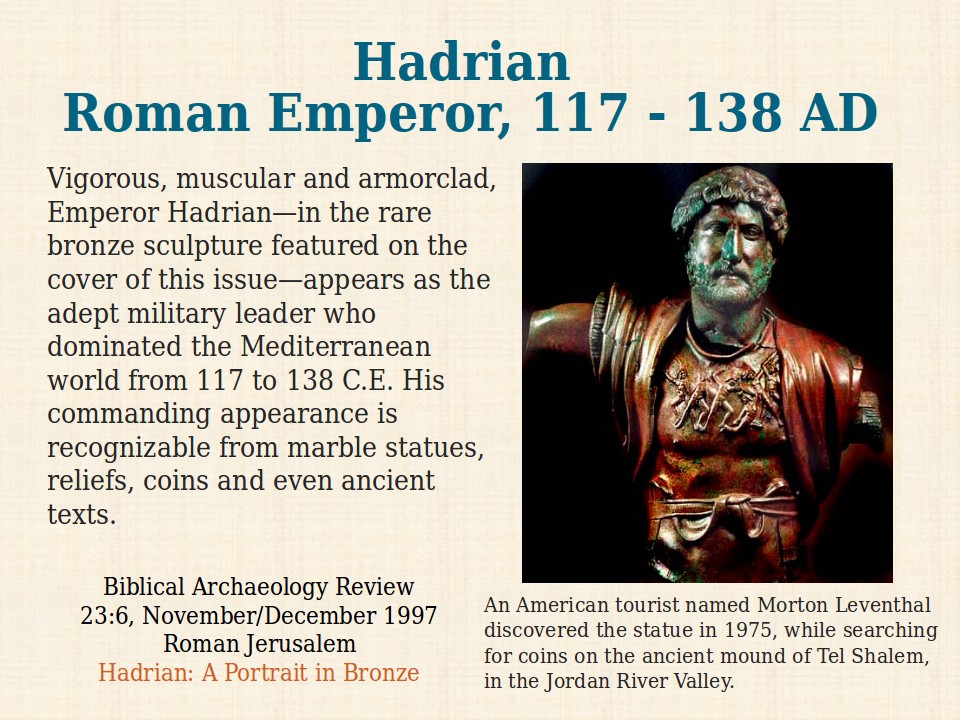 Hadrian
Roman Emperor, 117 - 138 AD
Vigorous, muscular and armorclad,
Emperor Hadrian—in the rare
bronze sculpture featured on the
cover of this issue—appears as the
adept military leader who
dominated the Mediterranean
world from 117 to 138 C.E. His
commanding appearance is
recognizable from marble statues,
reliefs, coins and even ancient
texts.
Biblical Archaeology Review
23:6, November/December 1997
Roman Jerusalem
Hadrian: A Portrait in Bronze
An American tourist named Morton Leventhal
discovered the statue in 1975, while searching
for coins on the ancient mound of Tel Shalem,
in the Jordan River Valley.